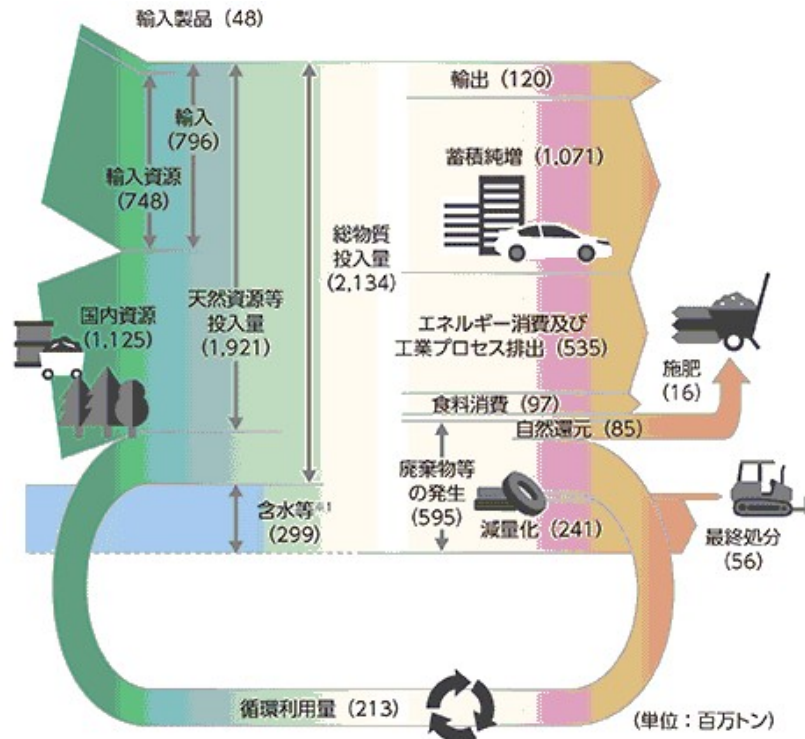 輸入製品（48）
輸入
（796）
輸入資源
（748）
国内資源
（1,125）
天然資源等
投入量
（1,921）
総物質
投入量
（2,134）
含水等※1
（299）
輸出（120）
蓄積純増（1,071）
エネルギー消費及び
工業プロセス排出（535）
食料消費（97）
自然還元（85）
施肥
（16）
廃棄物等
の発生
（595）
減量化（241）
最終処分
（56）
循環利用量（213）
（単位：百万トン）